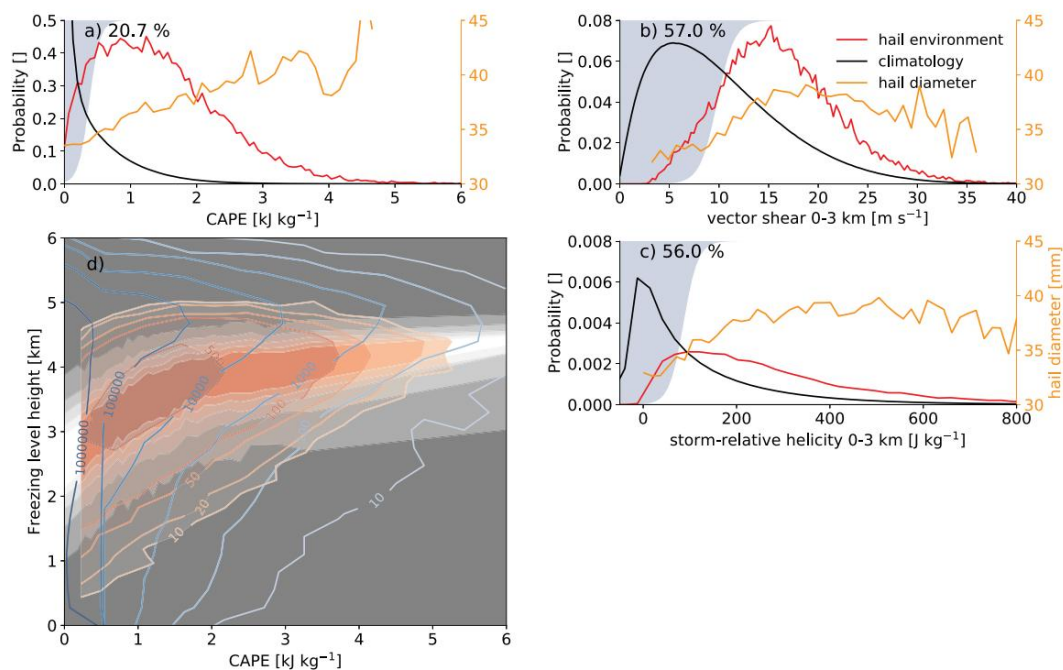 a) 20.7 %
0.5
0.4
0.3
0.2
0.1
0.0
Probability []
45
40
35
30
0 1 2 3 4 5 6
CAPE [kJ kg⁻¹]
b) 57.0 %
0.08
0.06
0.04
0.02
0.00
Probability []
hail environment
climatology
hail diameter
45
40
35
30
0 5 10 15 20 25 30 35 40
vector shear 0-3 km [m s⁻¹]
c) 56.0 %
0.008
0.006
0.004
0.002
0.000
Probability []
45
40
35
30
hail diameter [mm]
0 200 400 600 800
storm-relative helicity 0-3 km [J kg⁻¹]
d)
6
5
4
3
2
1
0
Freezing level height [km]
1000000
100000
10000
100
50
20
10
10
0 1 2 3 4 5 6
CAPE [kJ kg⁻¹]